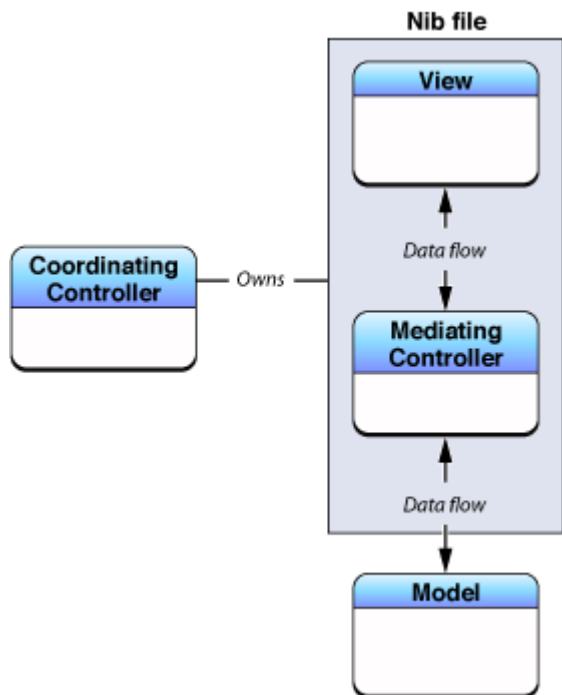 Nib file
View
Data flow
Coordinating
Controller
Owns
Mediating
Controller
Data flow
Model